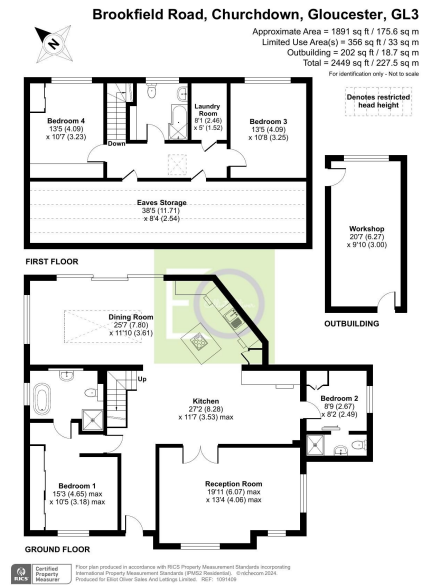 Brookfield Road, Churchdown, Gloucester, GL3
Approximate Area = 1891 sq ft / 175.6 sq m
Limited Use Area(s) = 356 sq ft / 33 sq m
Outbuilding = 202 sq ft / 18.7 sq m
Total = 2449 sq ft / 227.5 sq m
For identification only - Not to scale
N
Denotes restricted
head height
Bedroom 4
13'5 (4.09)
x 10'7 (3.23)
Down
Laundry
Room
8'1 (2.46)
x 5' (1.52)
Bedroom 3
13'5 (4.09)
x 10'8 (3.25)
Eaves Storage
38'5 (11.71)
x 8'4 (2.54)
FIRST FLOOR
Workshop
20'7 (6.27)
x 9'10 (3.00)
OUTBUILDING
EO
Dining Room
25'7 (7.80)
x 11'10 (3.61)
Up
Kitchen
27'2 (8.28)
x 11'7 (3.53) max
Bedroom 2
8'9 (2.67)
x 8'2 (2.49)
Bedroom 1
15'3 (4.65) max
x 10'5 (3.18) max
Reception Room
19'11 (6.07) max
x 13'4 (4.06) max
GROUND FLOOR
RICS
Certified
Property
Measurer
Floor plan produced in accordance with RICS Property Measurement Standards incorporating
International Property Measurement Standards (IPMS2 Residential). © nichecom 2024.
Produced for Elliot Oliver Sales And Lettings Limited. REF: 1091409